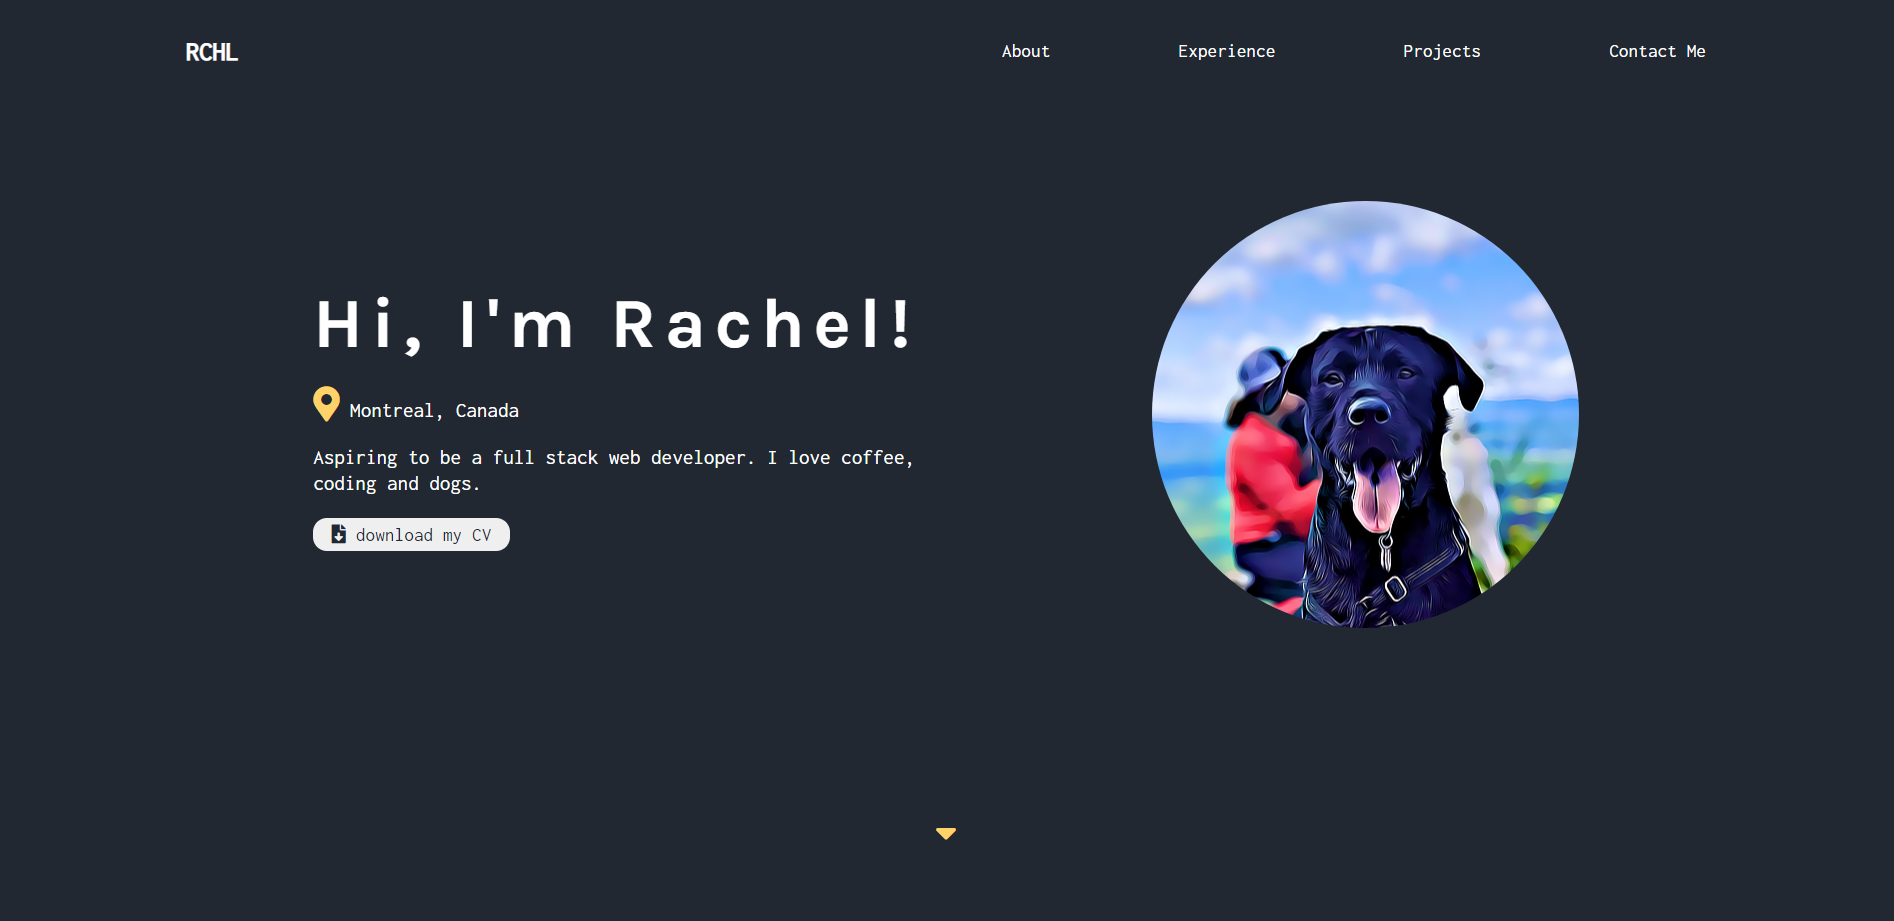 RCHL
About
Experience
Projects
Contact Me
Hi, I'm Rachel!
Montreal, Canada
Aspiring to be a full stack web developer. I love coffee,
coding and dogs.
download my CV